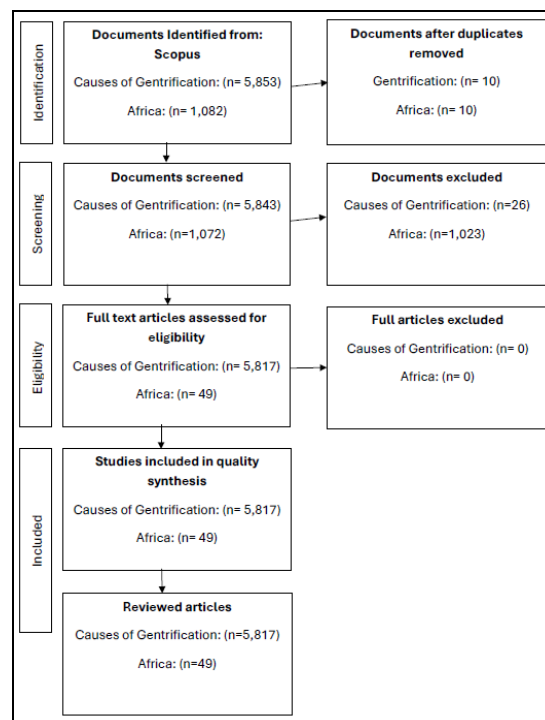 Identification
Documents Identified from:
Scopus
Causes of Gentrification: (n= 5,853)
Africa: (n= 1,082)
Documents after duplicates
removed
Gentrification: (n= 10)
Africa: (n= 10)
Screening
Documents screened
Causes of Gentrification: (n= 5,843)
Africa: (n=1,072)
Documents excluded
Causes of Gentrification: (n=26)
Africa: (n=1,023)
Eligibility
Full text articles assessed for
eligibility
Causes of Gentrification: (n= 5,817)
Africa: (n= 49)
Full articles excluded
Causes of Gentrification: (n= 0)
Africa: (n= 0)
Included
Studies included in quality
synthesis
Causes of Gentrification: (n= 5,817)
Africa: (n= 49)
Reviewed articles
Causes of Gentrification: (n=5,817)
Africa: (n=49)